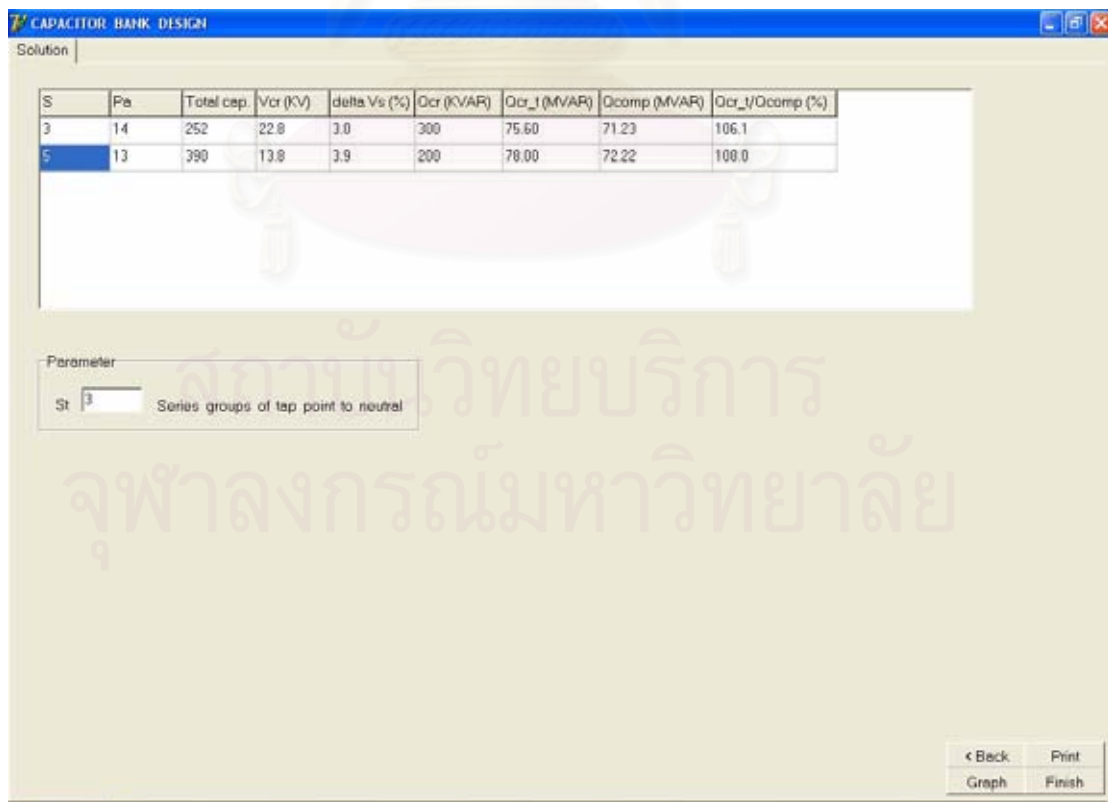 CAPACITOR BANK DESIGN
Solution
S Pa Total cap. Vcr (KV) delta Vs (%) Qcr (KVAR) Qcr_t (MVAR) Qcomp (MVAR) Qcr_t/Qcomp (%)
3 14 252 22.8 3.0 300 75.60 71.23 106.1
5 13 390 13.8 3.9 200 78.00 72.22 108.0
Parameter
St 3 Series groups of tap point to neutral
สถาบันวิทยบริการ
จุฬาลงกรณ์มหาวิทยาลัย
< Back Print
Graph Finish